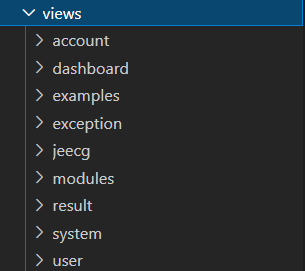 views
account
dashboard
examples
exception
jeecg
modules
result
system
user